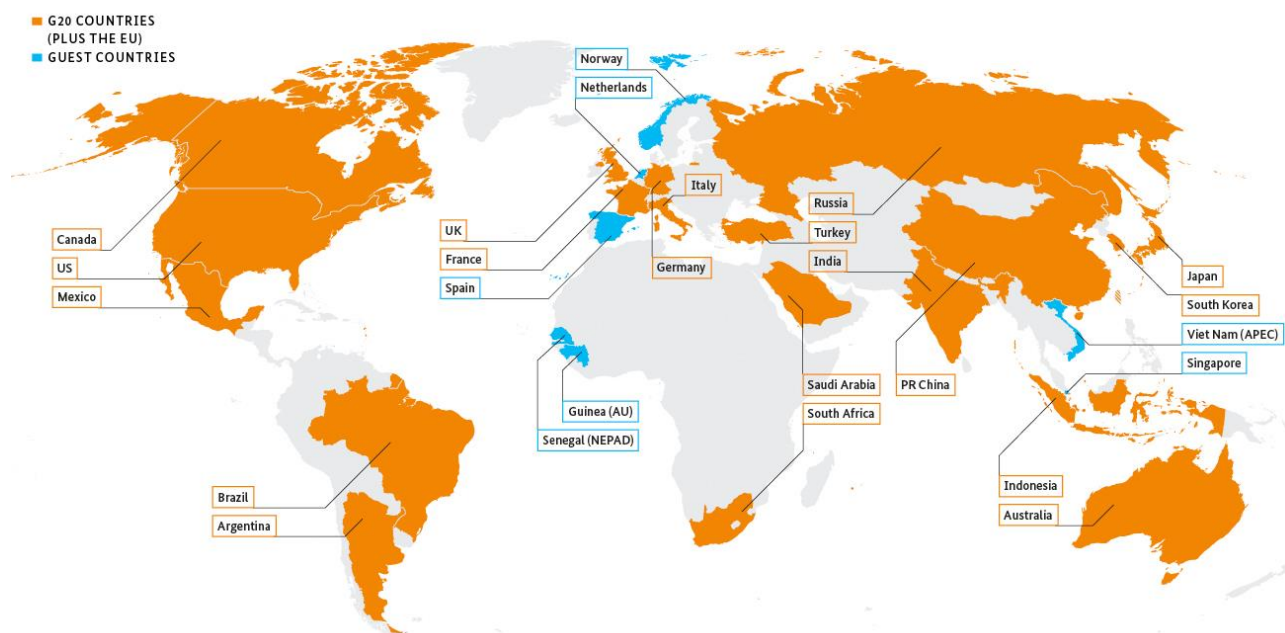 G20 COUNTRIES
(PLUS THE EU)
GUEST COUNTRIES
Norway
Netherlands
Italy
Russia
UK
Turkey
Canada
France
India
Germany
US
Japan
Spain
Mexico
South Korea
Viet Nam (APEC)
Singapore
Saudi Arabia
PR China
Guinea (AU)
South Africa
Senegal (NEPAD)
Indonesia
Brazil
Australia
Argentina